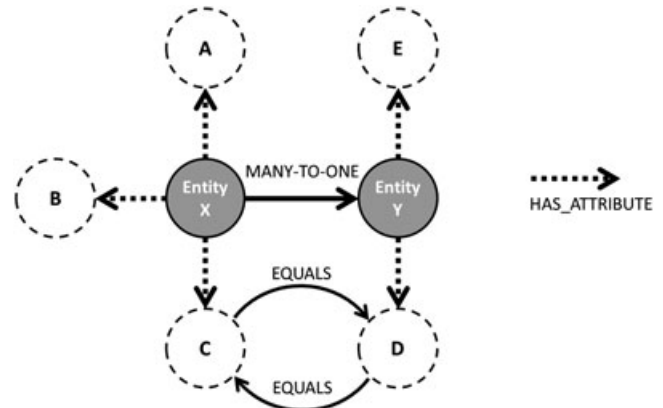 A
E
MANY-TO-ONE
B
Entity
X
Entity
Y
HAS_ATTRIBUTE
EQUALS
C
D
EQUALS